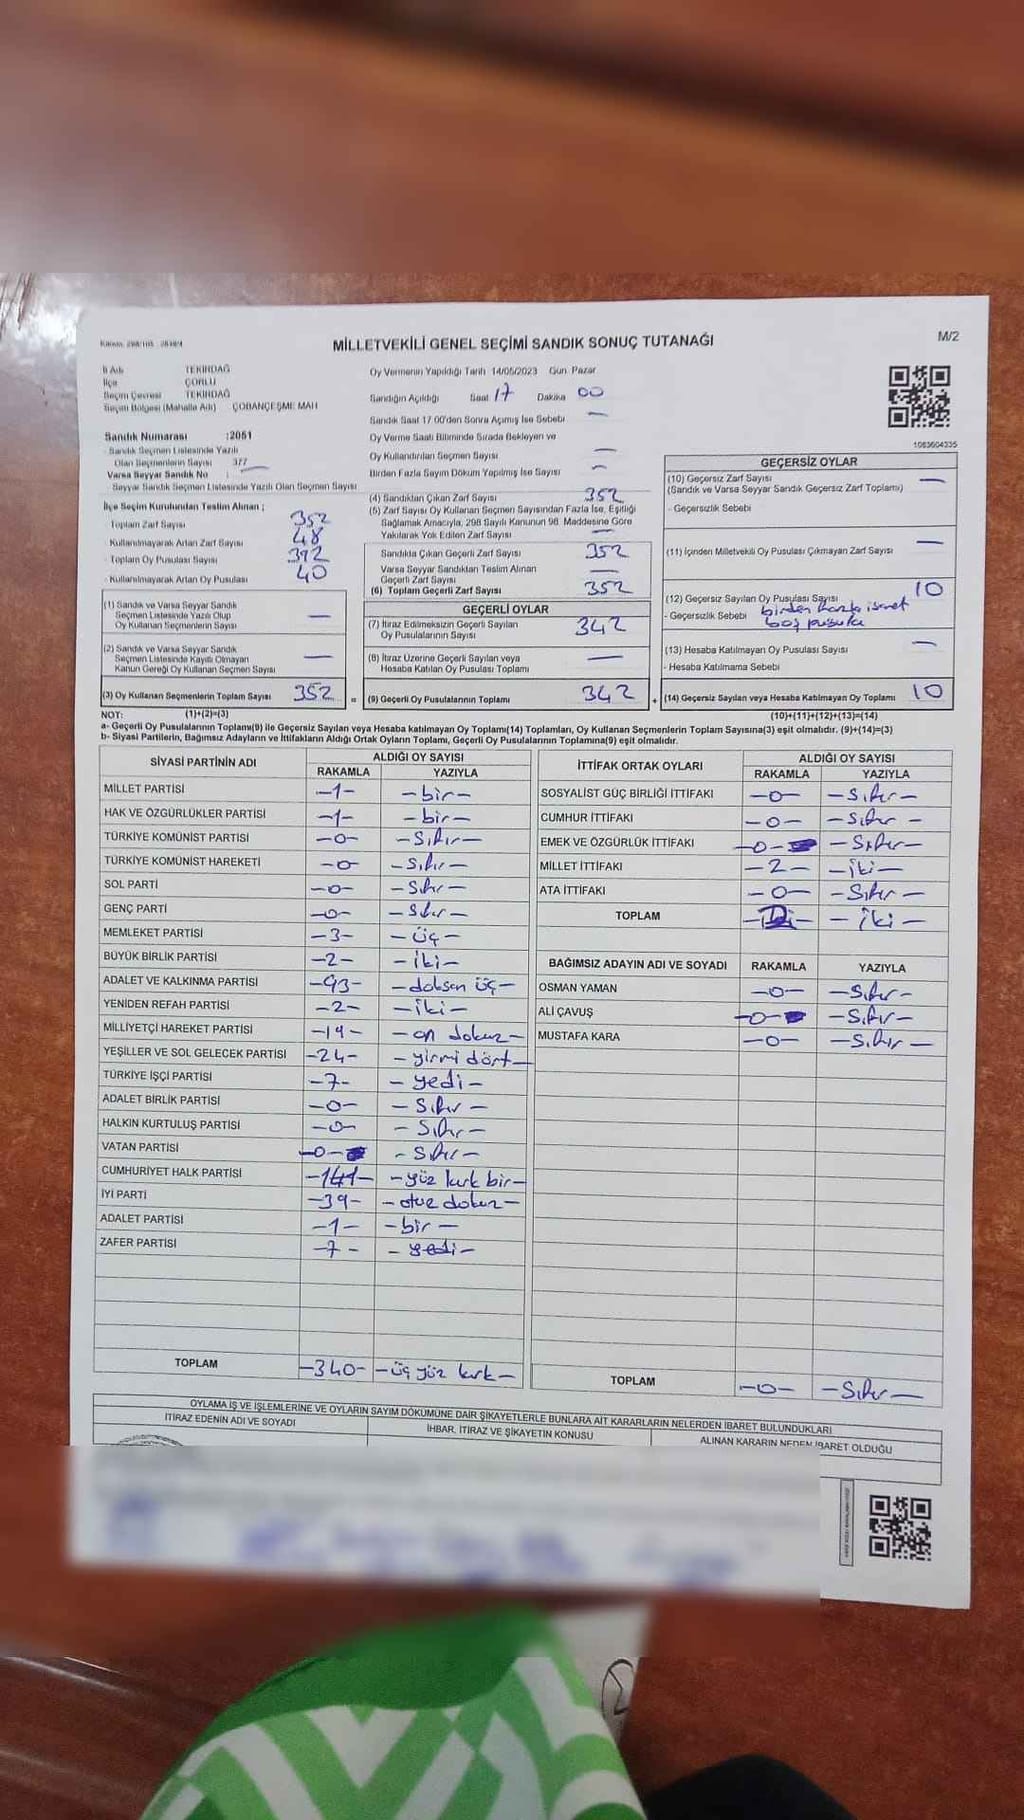 MİLLETVEKİLİ GENEL SEÇİMİ SANDIK SONUÇ TUTANAĞI
M/2
İl Adı TEKİRDAĞ
İlçe ÇORLU
Seçim Çevresi TEKİRDAĞ
Seçim Bölgesi (Mahalle Adı) ÇOBANÇEŞME MAH
Sandık Numarası :2051
- Sandık Seçmen Listesinde Yazılı
Olan Seçmenlerin Sayısı 377
Varsa Seyyar Sandık No :
Seyyar Sandık Seçmen Listesinde Yazılı Olan Seçmen Sayısı
İlçe Seçim Kurulundan Teslim Alınan ;
- Toplam Zarf Sayısı
- Kullanılmayarak Artan Zarf Sayısı 48
- Toplam Oy Pusulası Sayısı 392
- Kullanılmayarak Artan Oy Pusulası 40
(1) Sandık ve Varsa Seyyar Sandık
Seçmen Listesinde Yazılı Olup
Oy Kullanan Seçmenlerin Sayısı —
(2) Sandık ve Varsa Seyyar Sandık
Seçmen Listesinde Kayıtlı Olmayan
Kanun Gereği Oy Kullanan Seçmen Sayısı —
(3) Oy Kullanan Seçmenlerin Toplam Sayısı 352 =
Oy Vermenin Yapıldığı Tarih 14/05/2023 Gün Pazar
Sandığın Açıldığı Saat 17 Dakika 00
Sandık Saat 17.00'den Sonra Açılmış İse Sebebi —
Oy Verme Saati Bitiminde Sırada Bekleyen ve
Oy Kullandırılan Seçmen Sayısı —
Birden Fazla Sayım Döküm Yapılmış İse Sayısı —
(4) Sandıktan Çıkan Zarf Sayısı 352
(5) Zarf Sayısı Oy Kullanan Seçmen Sayısından Fazla İse, Eşitliği
Sağlamak Amacıyla, 298 Sayılı Kanunun 98. Maddesine Göre
Yakılarak Yok Edilen Zarf Sayısı —
Sandıkta Çıkan Geçerli Zarf Sayısı 352
Varsa Seyyar Sandıktan Teslim Alınan
Geçerli Zarf Sayısı —
(6) Toplam Geçerli Zarf Sayısı 352
GEÇERLİ OYLAR
(7) İtiraz Edilmeksizin Geçerli Sayılan
Oy Pusulalarının Sayısı 342
(8) İtiraz Üzerine Geçerli Sayılan veya
Hesaba Katılan Oy Pusulası Toplamı —
(9) Geçerli Oy Pusulalarının Toplamı 342 +
1083604335
GEÇERSİZ OYLAR
(10) Geçersiz Zarf Sayısı —
(Sandık ve Varsa Seyyar Sandık Geçersiz Zarf Toplamı)
- Geçersizlik Sebebi
(11) İçinden Milletvekili Oy Pusulası Çıkmayan Zarf Sayısı —
(12) Geçersiz Sayılan Oy Pusulası Sayısı 10
- Geçersizlik Sebebi birden fazla işaret
boş pusula
(13) Hesaba Katılmayan Oy Pusulası Sayısı —
- Hesaba Katılmama Sebebi
(14) Geçersiz Sayılan veya Hesaba Katılmayan Oy Toplamı 10
NOT: (1)+(2)=(3) (10)+(11)+(12)+(13)=(14)
a- Geçerli Oy Pusulalarının Toplamı(9) ile Geçersiz Sayılan veya Hesaba katılmayan Oy Toplamı(14) Toplamları, Oy Kullanan Seçmenlerin Toplam Sayısına(3) eşit olmalıdır. (9)+(14)=(3)
b- Siyasi Partilerin, Bağımsız Adayların ve İttifakların Aldığı Ortak Oyların Toplamı, Geçerli Oy Pusulalarının Toplamına(9) eşit olmalıdır.
SİYASİ PARTİNİN ADI ALDIĞI OY SAYISI
RAKAMLA YAZIYLA
MİLLET PARTİSİ -1- -bir-
HAK VE ÖZGÜRLÜKLER PARTİSİ -1- -bir-
TÜRKİYE KOMÜNİST PARTİSİ -0- -Sıfır-
TÜRKİYE KOMÜNİST HAREKETİ -0- -Sıfır-
SOL PARTİ -0- -Sıfır-
GENÇ PARTİ -0- -Sıfır-
MEMLEKET PARTİSİ -3- -üç-
BÜYÜK BİRLİK PARTİSİ -2- -iki-
ADALET VE KALKINMA PARTİSİ -93- -doksan üç-
YENİDEN REFAH PARTİSİ -2- -iki-
MİLLİYETÇİ HAREKET PARTİSİ -19- -on dokuz-
YEŞİLLER VE SOL GELECEK PARTİSİ -24- -yirmi dört-
TÜRKİYE İŞÇİ PARTİSİ -7- -yedi-
ADALET BİRLİK PARTİSİ -0- -Sıfır-
HALKIN KURTULUŞ PARTİSİ -0- -Sıfır-
VATAN PARTİSİ -0- -Sıfır-
CUMHURİYET HALK PARTİSİ -141- -yüz kırk bir-
İYİ PARTİ -39- -otuz dokuz-
ADALET PARTİSİ -1- -bir-
ZAFER PARTİSİ -7- -yedi-
TOPLAM -340- -üç yüz kırk-
İTTİFAK ORTAK OYLARI ALDIĞI OY SAYISI
RAKAMLA YAZIYLA
SOSYALİST GÜÇ BİRLİĞİ İTTİFAKI -0- -Sıfır-
CUMHUR İTTİFAKI -0- -Sıfır-
EMEK VE ÖZGÜRLÜK İTTİFAKI -0- -Sıfır-
MİLLET İTTİFAKI -2- -iki-
ATA İTTİFAKI -0- -Sıfır-
TOPLAM - iki -
BAĞIMSIZ ADAYIN ADI VE SOYADI RAKAMLA YAZIYLA
OSMAN YAMAN -0- -Sıfır-
ALİ ÇAVUŞ -0- -Sıfır-
MUSTAFA KARA -0- -Sıfır-
TOPLAM -0- -Sıfır-
OYLAMA İŞ VE İŞLEMLERİNE VE OYLARIN SAYIM DÖKÜMÜNE DAİR ŞİKAYETLERLE BUNLARA AİT KARARLARIN NELERDEN İBARET BULUNDUKLARI
İTİRAZ EDENİN ADI VE SOYADI İHBAR, İTİRAZ VE ŞİKAYETİN KONUSU ALINAN KARARIN NEDEN İBARET OLDUĞU